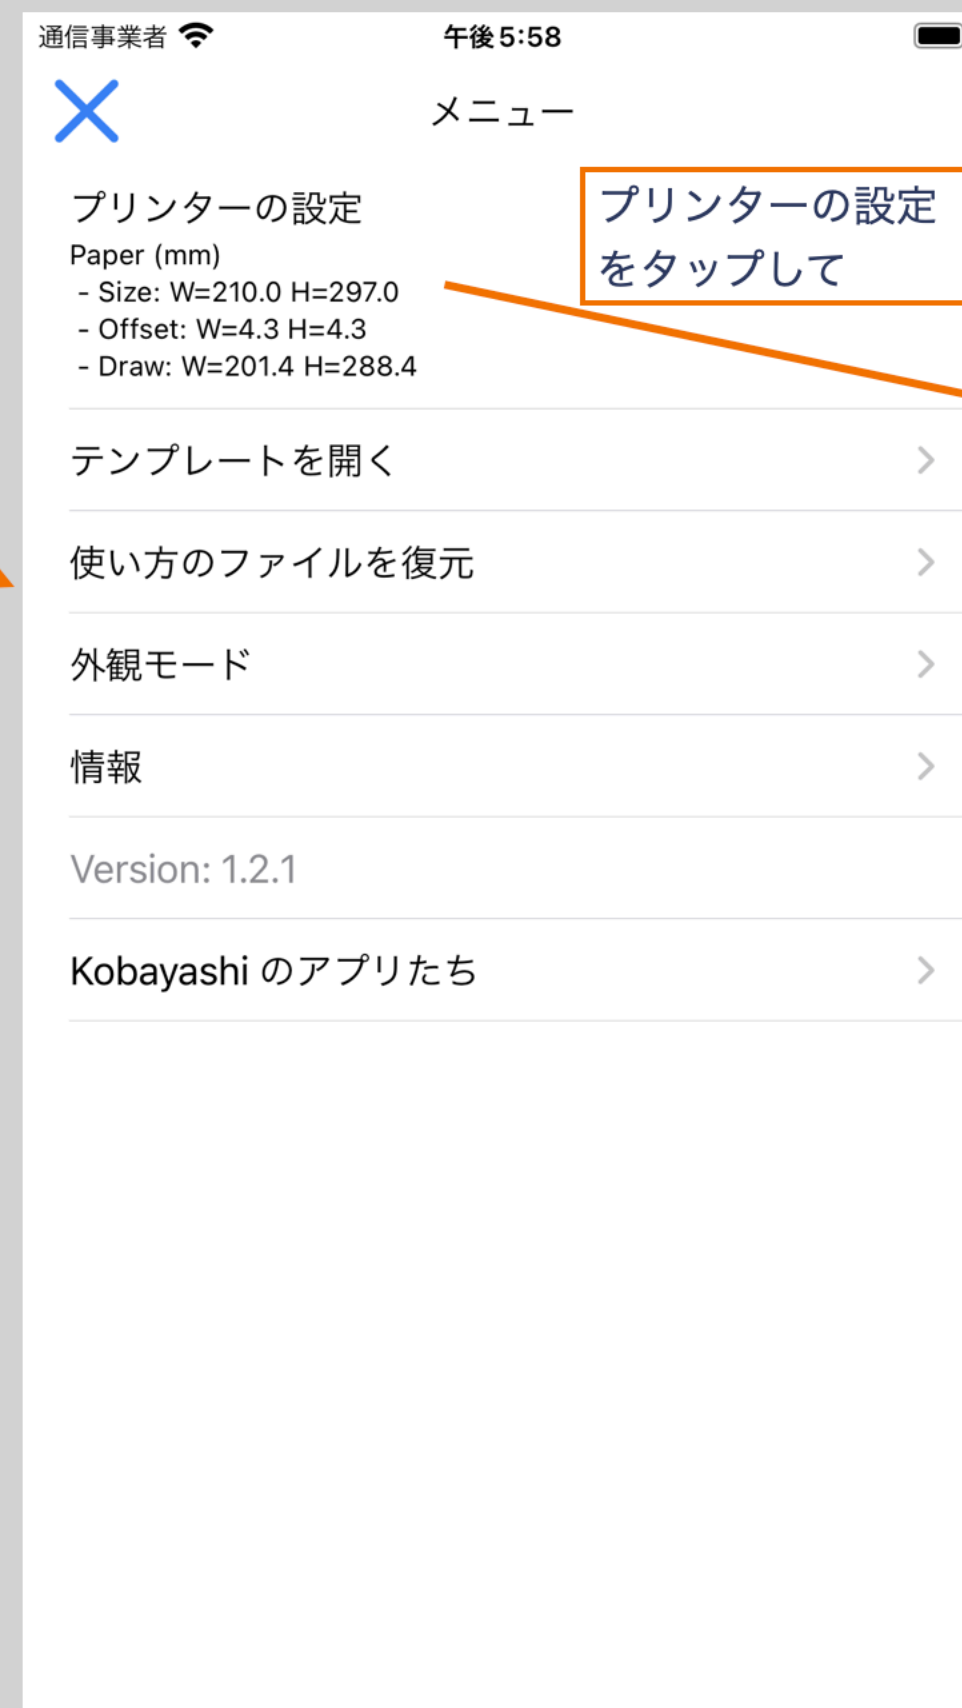 通信事業者 午後5:58
メニュー
プリンターの設定
Paper (mm)
- Size: W=210.0 H=297.0
- Offset: W=4.3 H=4.3
- Draw: W=201.4 H=288.4
プリンターの設定
をタップして
テンプレートを開く
使い方のファイルを復元
外観モード
情報
Version: 1.2.1
Kobayashi のアプリたち